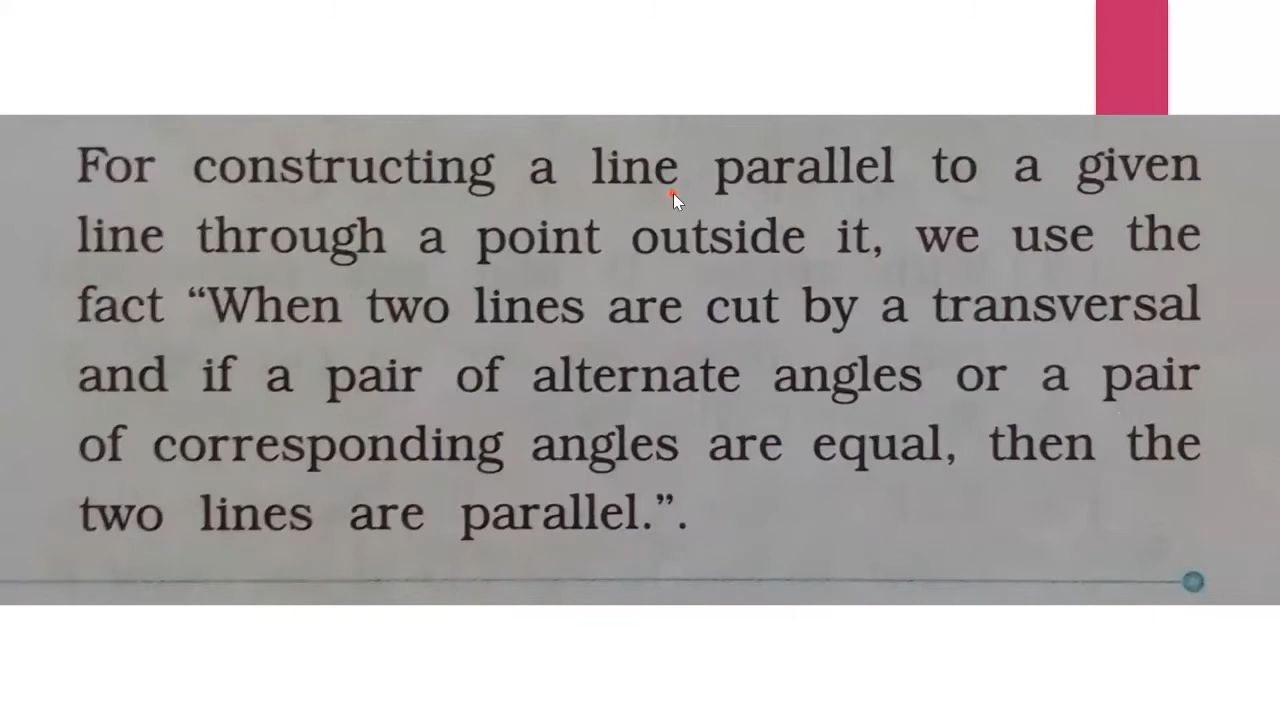 For constructing a line parallel to a given
line through a point outside it, we use the
fact “When two lines are cut by a transversal
and if a pair of alternate angles or a pair
of corresponding angles are equal, then the
two lines are parallel.”.